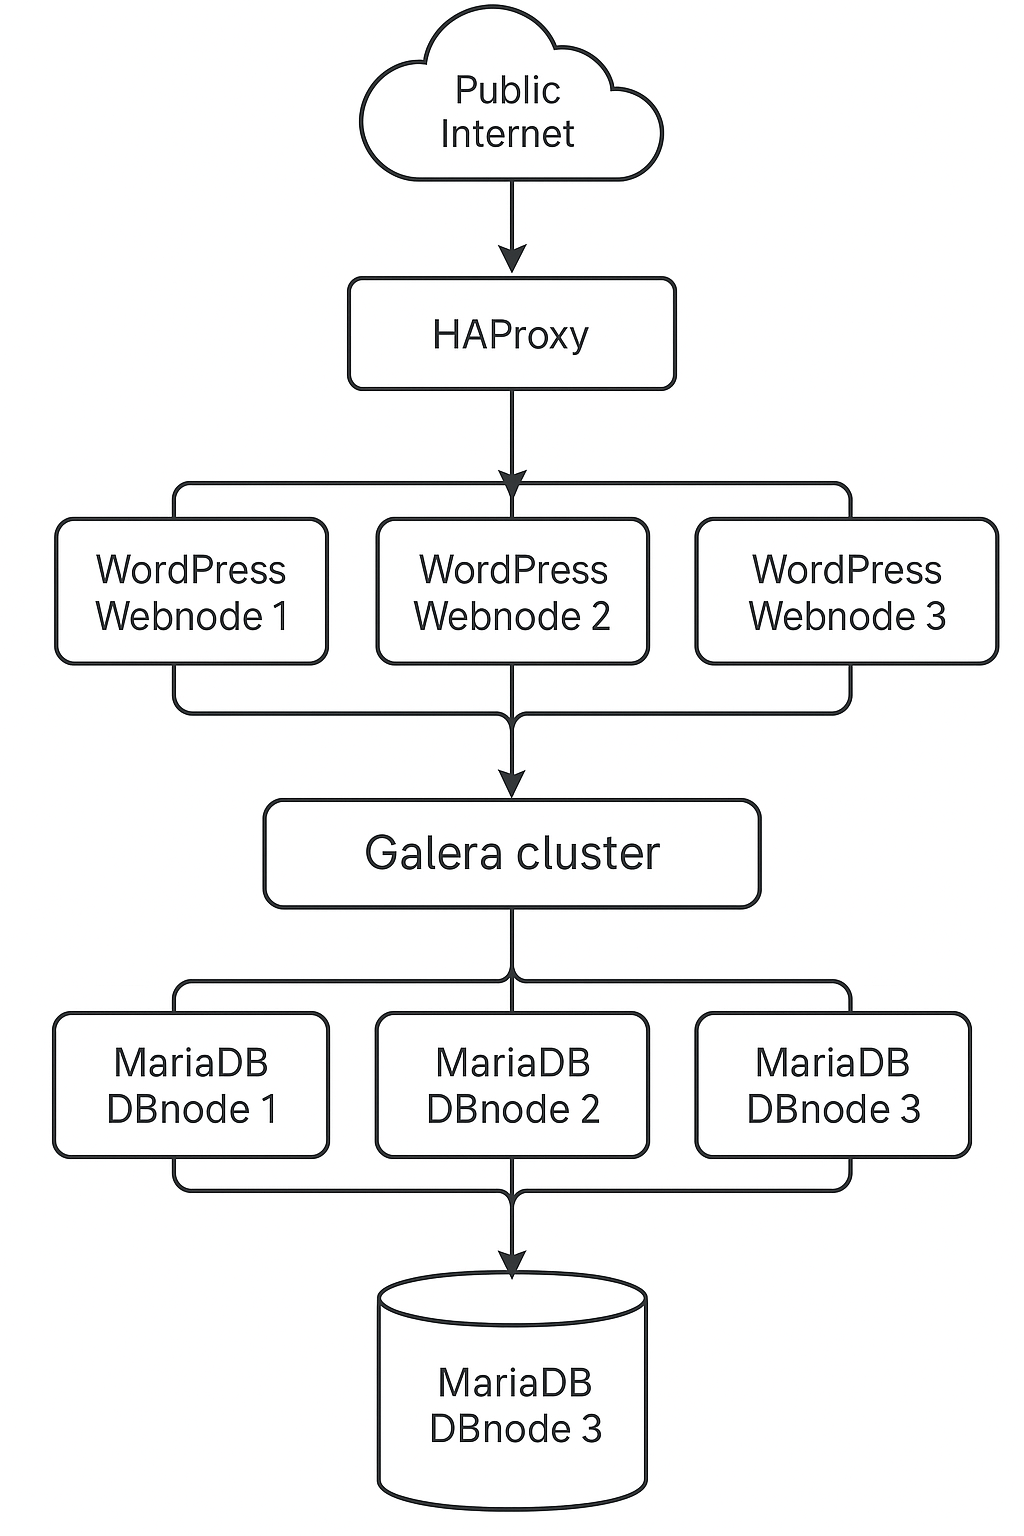 Public
Internet
HAProxy
WordPress
Webnode 1
WordPress
Webnode 2
WordPress
Webnode 3
Galera cluster
MariaDB
DBnode 1
MariaDB
DBnode 2
MariaDB
DBnode 3
MariaDB
DBnode 3